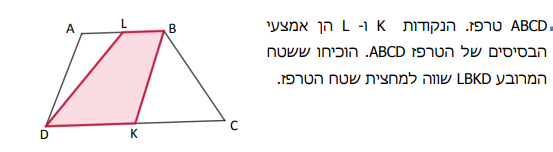 ABCD טרפז. הנקודות K ו- L הן אמצעי
הבסיסים של הטרפז ABCD. הוכיחו ששטח
המרובע LBKD שווה למחצית שטח הטרפז.
A
L
B
D
K
C